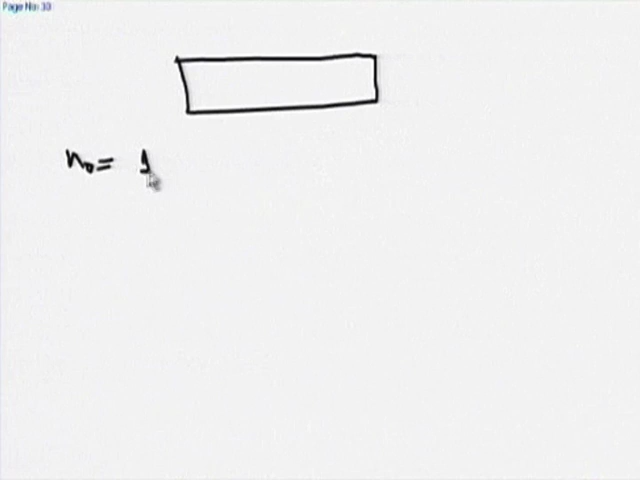 Page No: 33
n₀ = 1